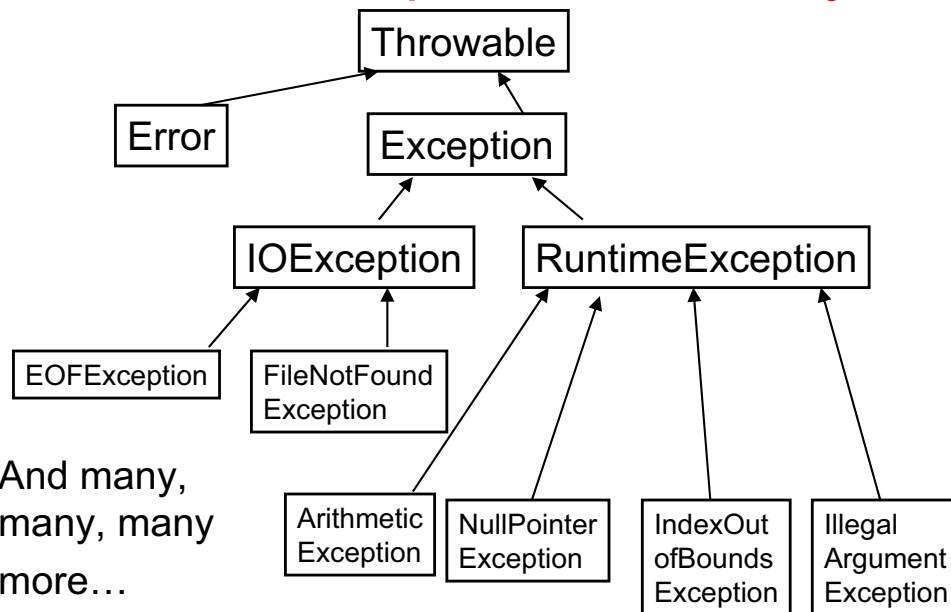 Throwable
Error
Exception
IOException
RuntimeException
EOFException
FileNotFound
Exception
And many,
many, many
more…
Arithmetic
Exception
NullPointer
Exception
IndexOut
ofBounds
Exception
Illegal
Argument
Exception